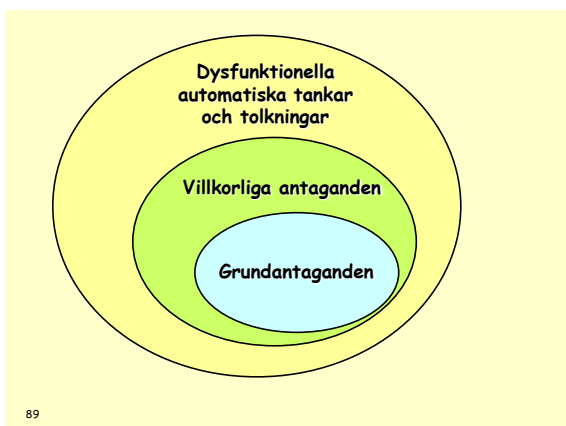 Dysfunktionella
automatiska tankar
och tolkningar
Villkorliga antaganden
Grundantaganden
89